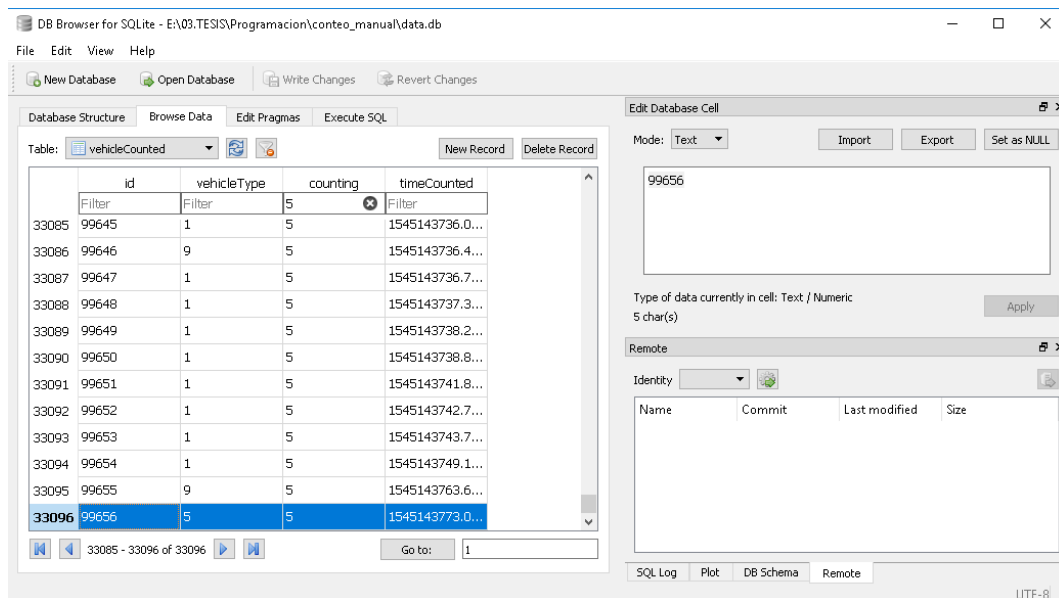 DB Browser for SQLite - E:\03.TESIS\Programacion\conteo_manual\data.db
File Edit View Help
New Database Open Database Write Changes Revert Changes
Database Structure Browse Data Edit Pragmas Execute SQL
Table: vehicleCounted New Record Delete Record
id vehicleType counting timeCounted
Filter Filter 5 Filter
33085 99645 1 5 1545143736.0...
33086 99646 9 5 1545143736.4...
33087 99647 1 5 1545143736.7...
33088 99648 1 5 1545143737.3...
33089 99649 1 5 1545143738.2...
33090 99650 1 5 1545143738.8...
33091 99651 1 5 1545143741.8...
33092 99652 1 5 1545143742.7...
33093 99653 1 5 1545143743.7...
33094 99654 1 5 1545143749.1...
33095 99655 9 5 1545143763.6...
33096 99656 5 5 1545143773.0...
33085 - 33096 of 33096 Go to: 1
Edit Database Cell
Mode: Text Import Export Set as NULL
99656
Type of data currently in cell: Text / Numeric
5 char(s)
Apply
Remote
Identity
Name Commit Last modified Size
SQL Log Plot DB Schema Remote
UTF-8